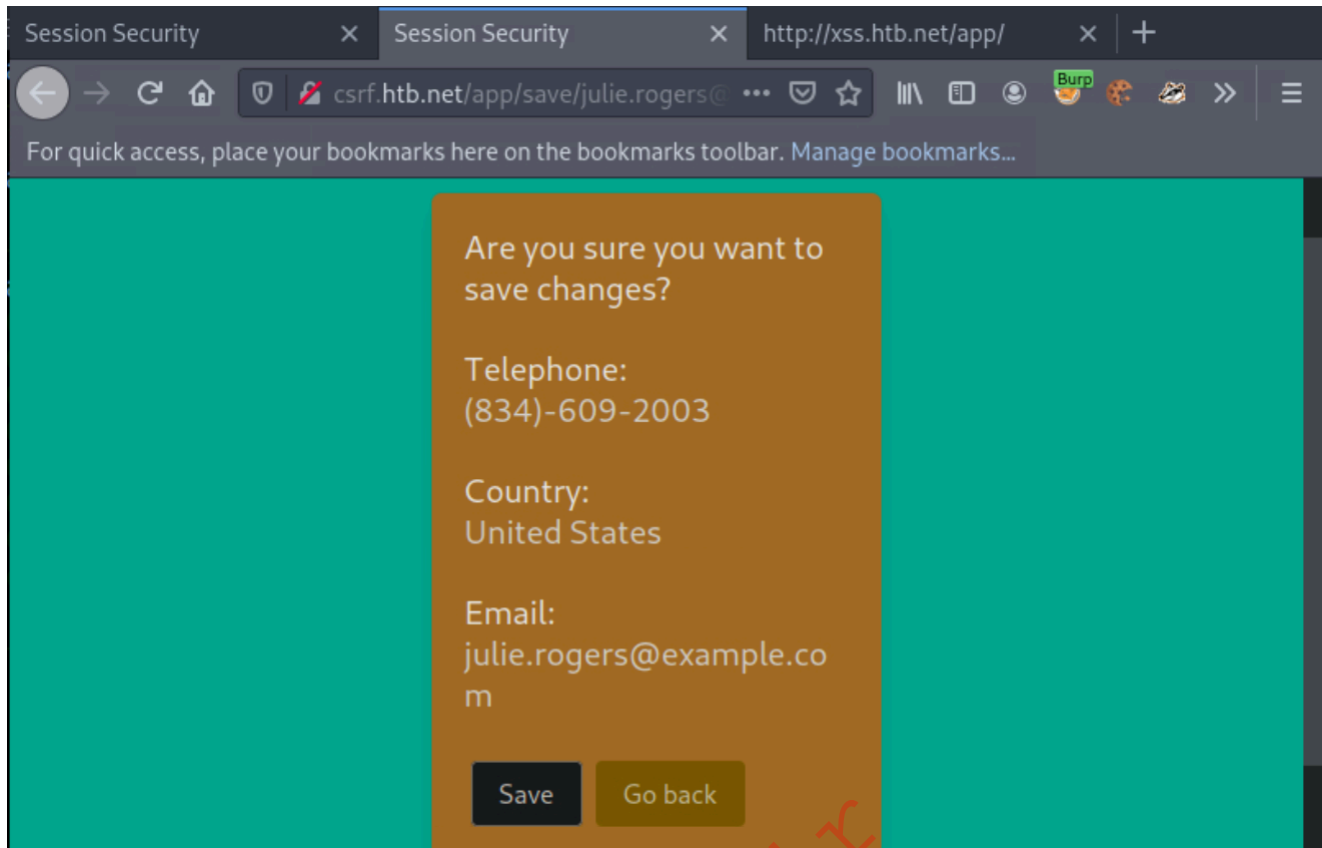 Session Security
Session Security
http://xss.htb.net/app/
csrf.htb.net/app/save/julie.rogers@
Burp
For quick access, place your bookmarks here on the bookmarks toolbar. Manage bookmarks...
Are you sure you want to
save changes?
Telephone:
(834)-609-2003
Country:
United States
Email:
julie.rogers@example.co
m
Save Go back